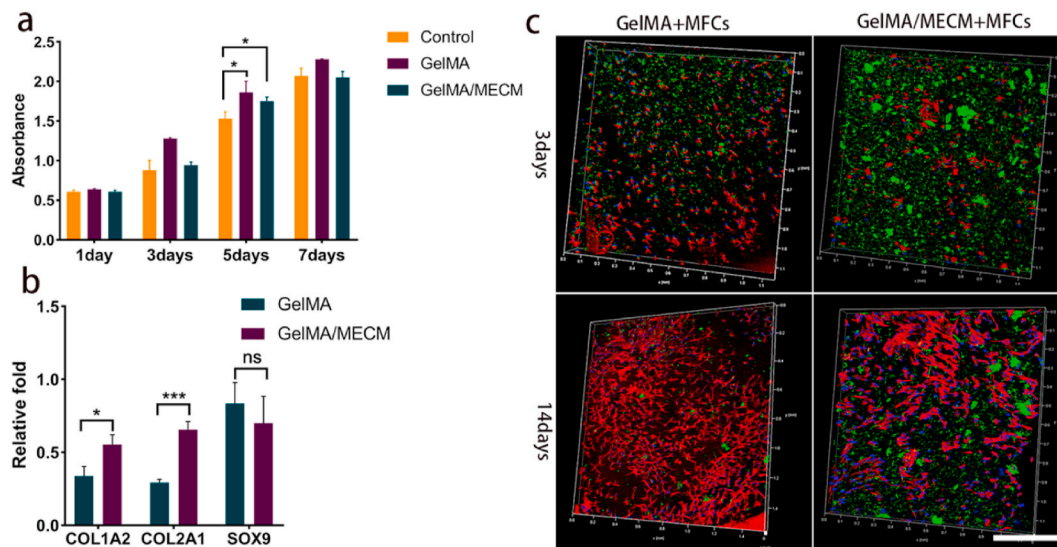 a
2.5
2.0
1.5
1.0
0.5
0.0
Absorbance
Control
GelMA
GelMA/MECM
*
*
1day 3days 5days 7days
b
1.5
1.0
0.5
0.0
Relative fold
GelMA
GelMA/MECM
*
***
ns
COL1A2 COL2A1 SOX9
c
GelMA+MFCs GelMA/MECM+MFCs
3days
14days